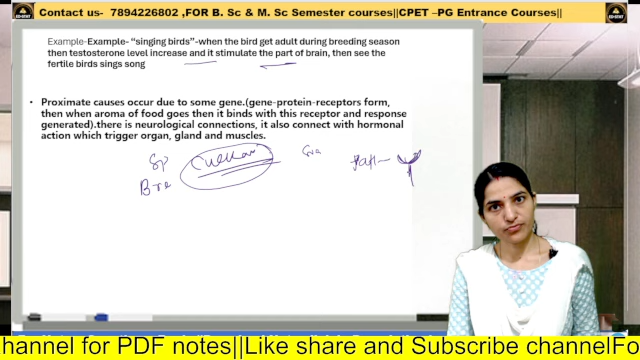 Contact us- 7894226802 ,FOR B. Sc & M. Sc Semester courses||CPET –PG Entrance Courses||
Example-Example- “singing birds”-when the bird get adult during breeding season
then testosterone level increase and it stimulate the part of brain, then see the
fertile birds sings song
• Proximate causes occur due to some gene.(gene-protein-receptors form,
then when aroma of food goes then it binds with this receptor and response
generated).there is neurological connections, it also connect with hormonal
action which trigger organ, gland and muscles.
Sp
Bre
hannel for PDF notes||Like share and Subscribe channelFo